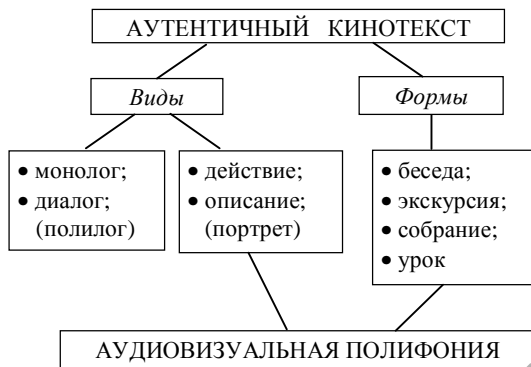 АУТЕНТИЧНЫЙ КИНОТЕКСТ
Виды
Формы
• монолог;
• диалог;
(полилог)
• действие;
• описание;
(портрет)
• беседа;
• экскурсия;
• собрание;
• урок
АУДИОВИЗУАЛЬНАЯ ПОЛИФОНИЯ